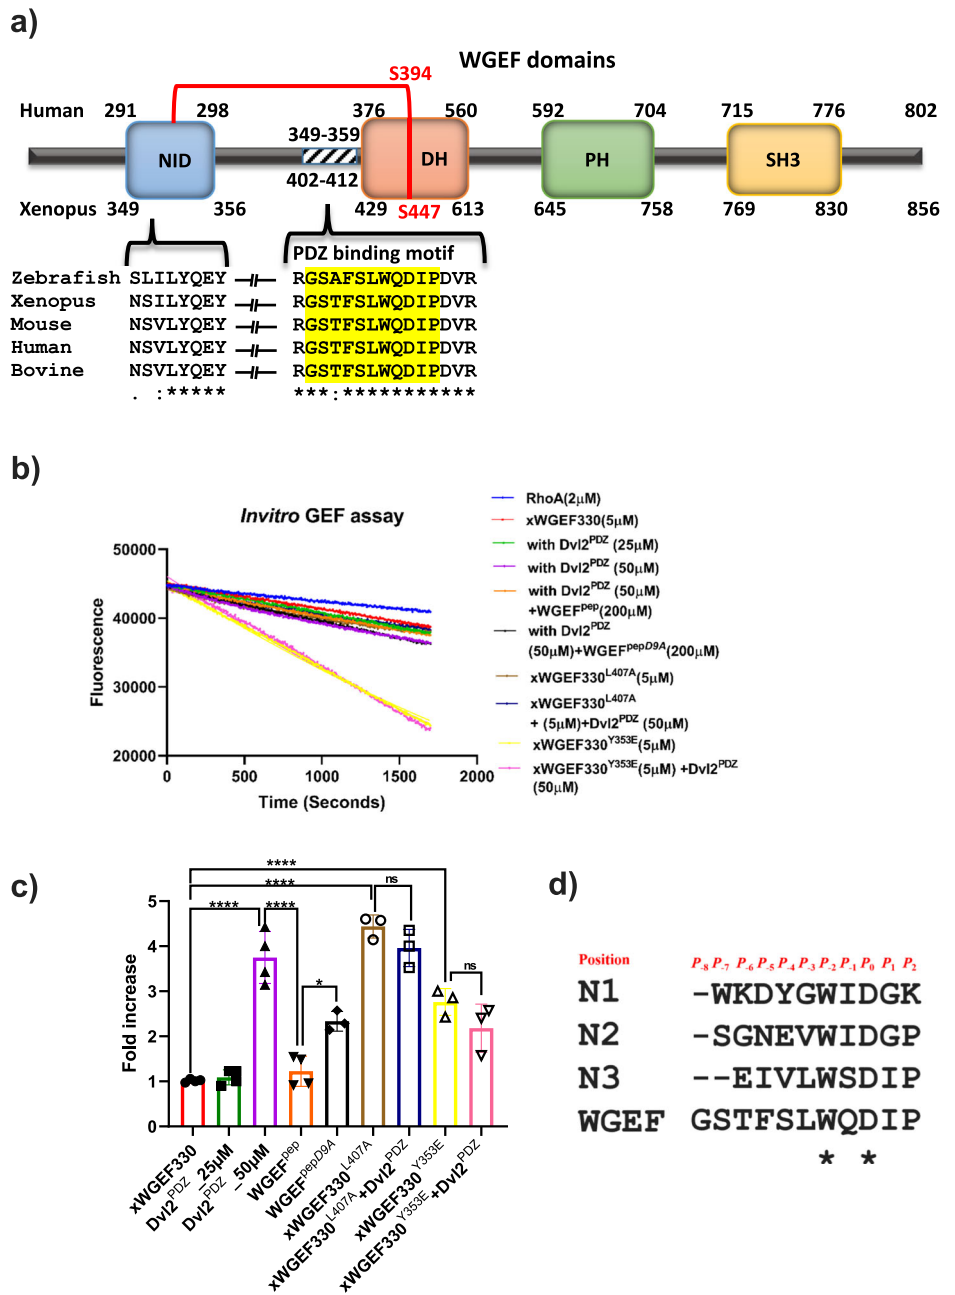 a)
WGEF domains
S394
Human 291 298 376 560 592 704 715 776 802
349-359
NID DH PH SH3
402-412
Xenopus 349 356 429 S447 613 645 758 769 830 856
PDZ binding motif
Zebrafish SLILYQEY RGSAFSLWQDIPDVR
Xenopus NSILYQEY RGSTFSLWQDIPDVR
Mouse NSVLYQEY RGSTFSLWQDIPDVR
Human NSVLYQEY RGSTFSLWQDIPDVR
Bovine NSVLYQEY RGSTFSLWQDIPDVR
. :***** ***:***********
b)
Invitro GEF assay
Fluorescence
50000
40000
30000
20000
0 500 1000 1500 2000
Time (Seconds)
RhoA(2μM)
xWGEF330(5μM)
with Dvl2PDZ (25μM)
with Dvl2PDZ (50μM)
with Dvl2PDZ (50μM)
+WGEFpep(200μM)
with Dvl2PDZ
(50μM)+WGEFpepD9A(200μM)
xWGEF330L407A(5μM)
xWGEF330L407A
+ (5μM)+Dvl2PDZ (50μM)
xWGEF330Y353E(5μM)
xWGEF330Y353E(5μM) +Dvl2PDZ
(50μM)
c)
****
**** ns
**** ****
* ns
Fold increase
5
4
3
2
1
0
xWGEF330
Dvl2PDZ_25μM
Dvl2PDZ_50μM
WGEFpep
WGEFpepD9A
xWGEF330L407A
xWGEF330L407A+Dvl2PDZ
xWGEF330Y353E
xWGEF330Y353E+Dvl2PDZ
d)
Position P-8 P-7 P-6 P-5 P-4 P-3 P-2 P-1 P0 P1 P2
N1 -WKDYGWIDGK
N2 -SGNEVWIDGP
N3 --EIVLWSDIP
WGEF GSTFSLWQDIP
* *